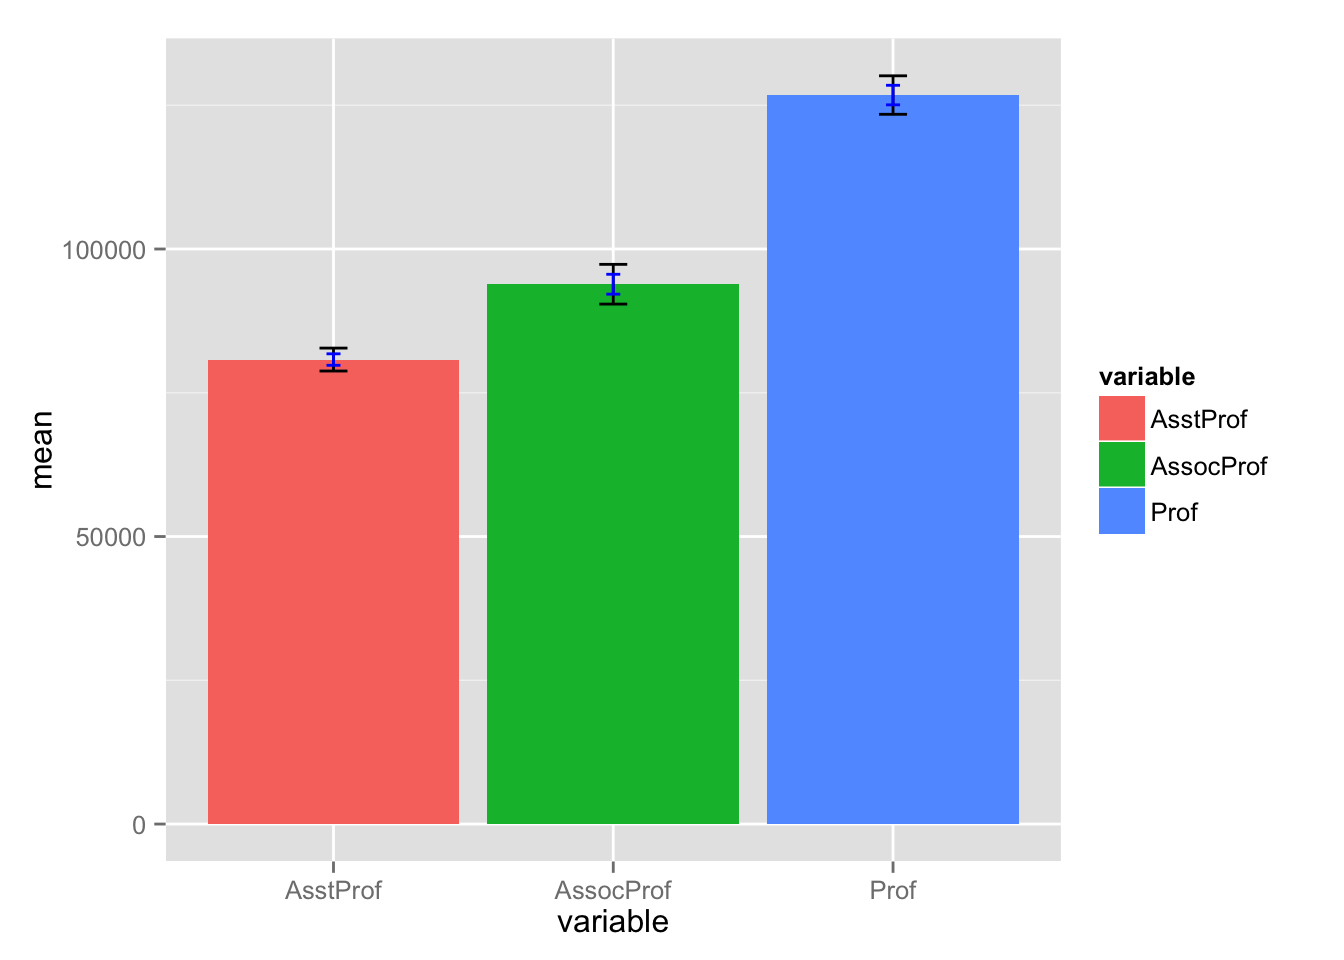 100000
50000
0
mean
AsstProf
AssocProf
Prof
variable
variable
AsstProf
AssocProf
Prof